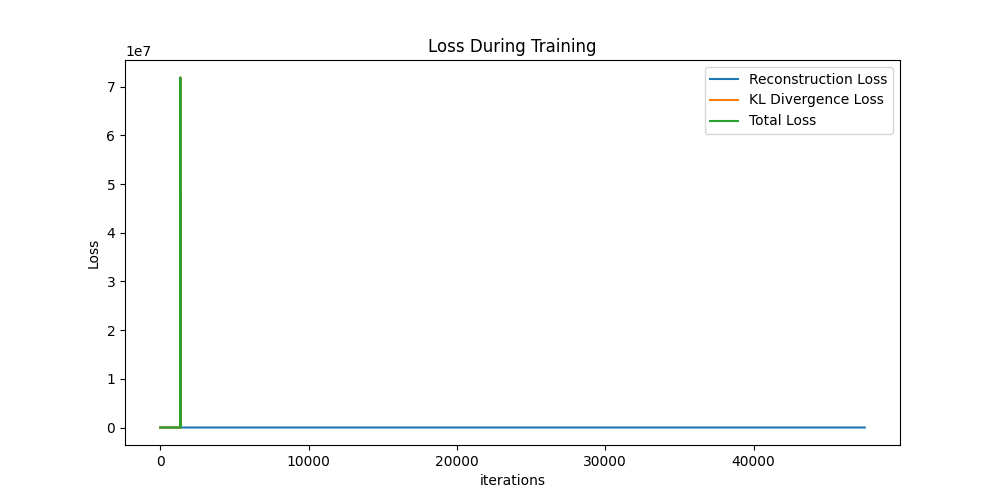 Loss During Training
1e7
Reconstruction Loss
KL Divergence Loss
Total Loss
7
6
5
4
3
2
1
0
Loss
0 10000 20000 30000 40000
iterations